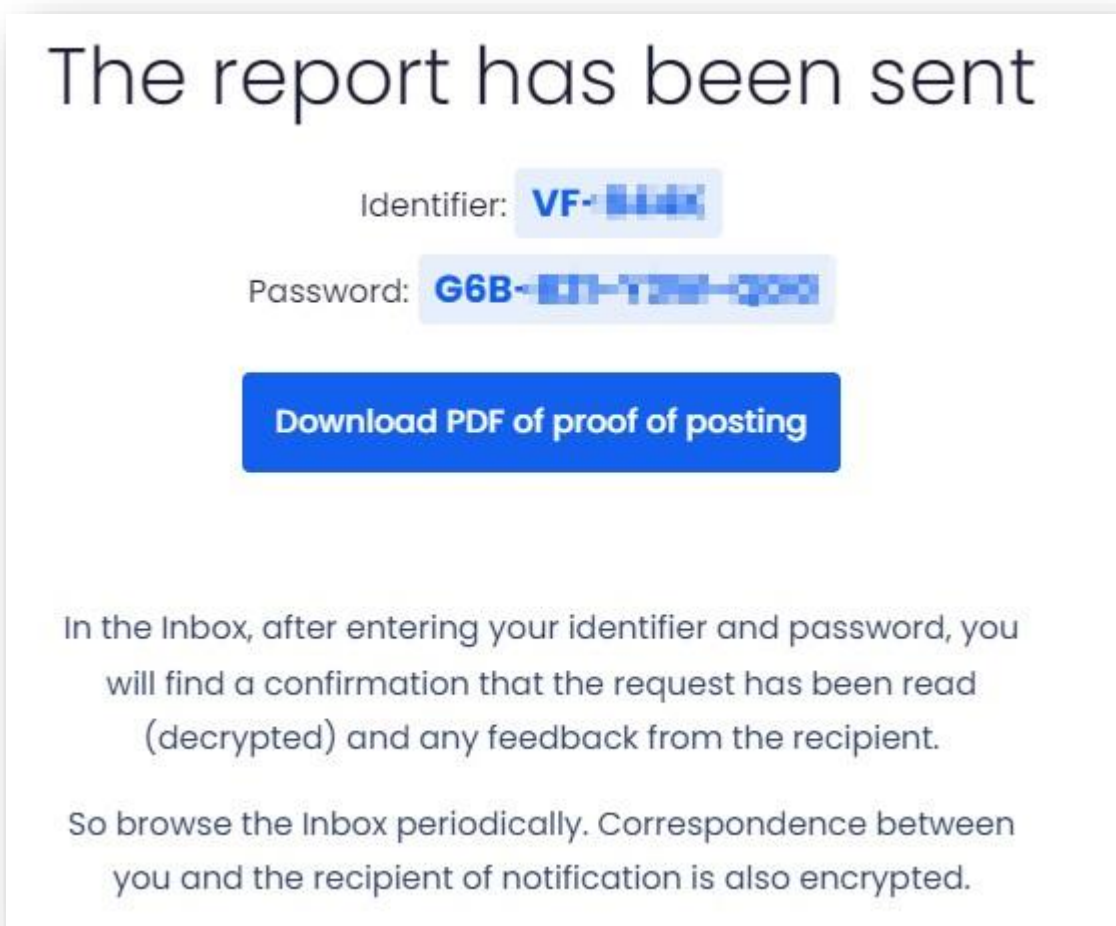 The report has been sent
Identifier: VF-
Password: G6B-
Download PDF of proof of posting
In the Inbox, after entering your identifier and password, you
will find a confirmation that the request has been read
(decrypted) and any feedback from the recipient.
So browse the Inbox periodically. Correspondence between
you and the recipient of notification is also encrypted.